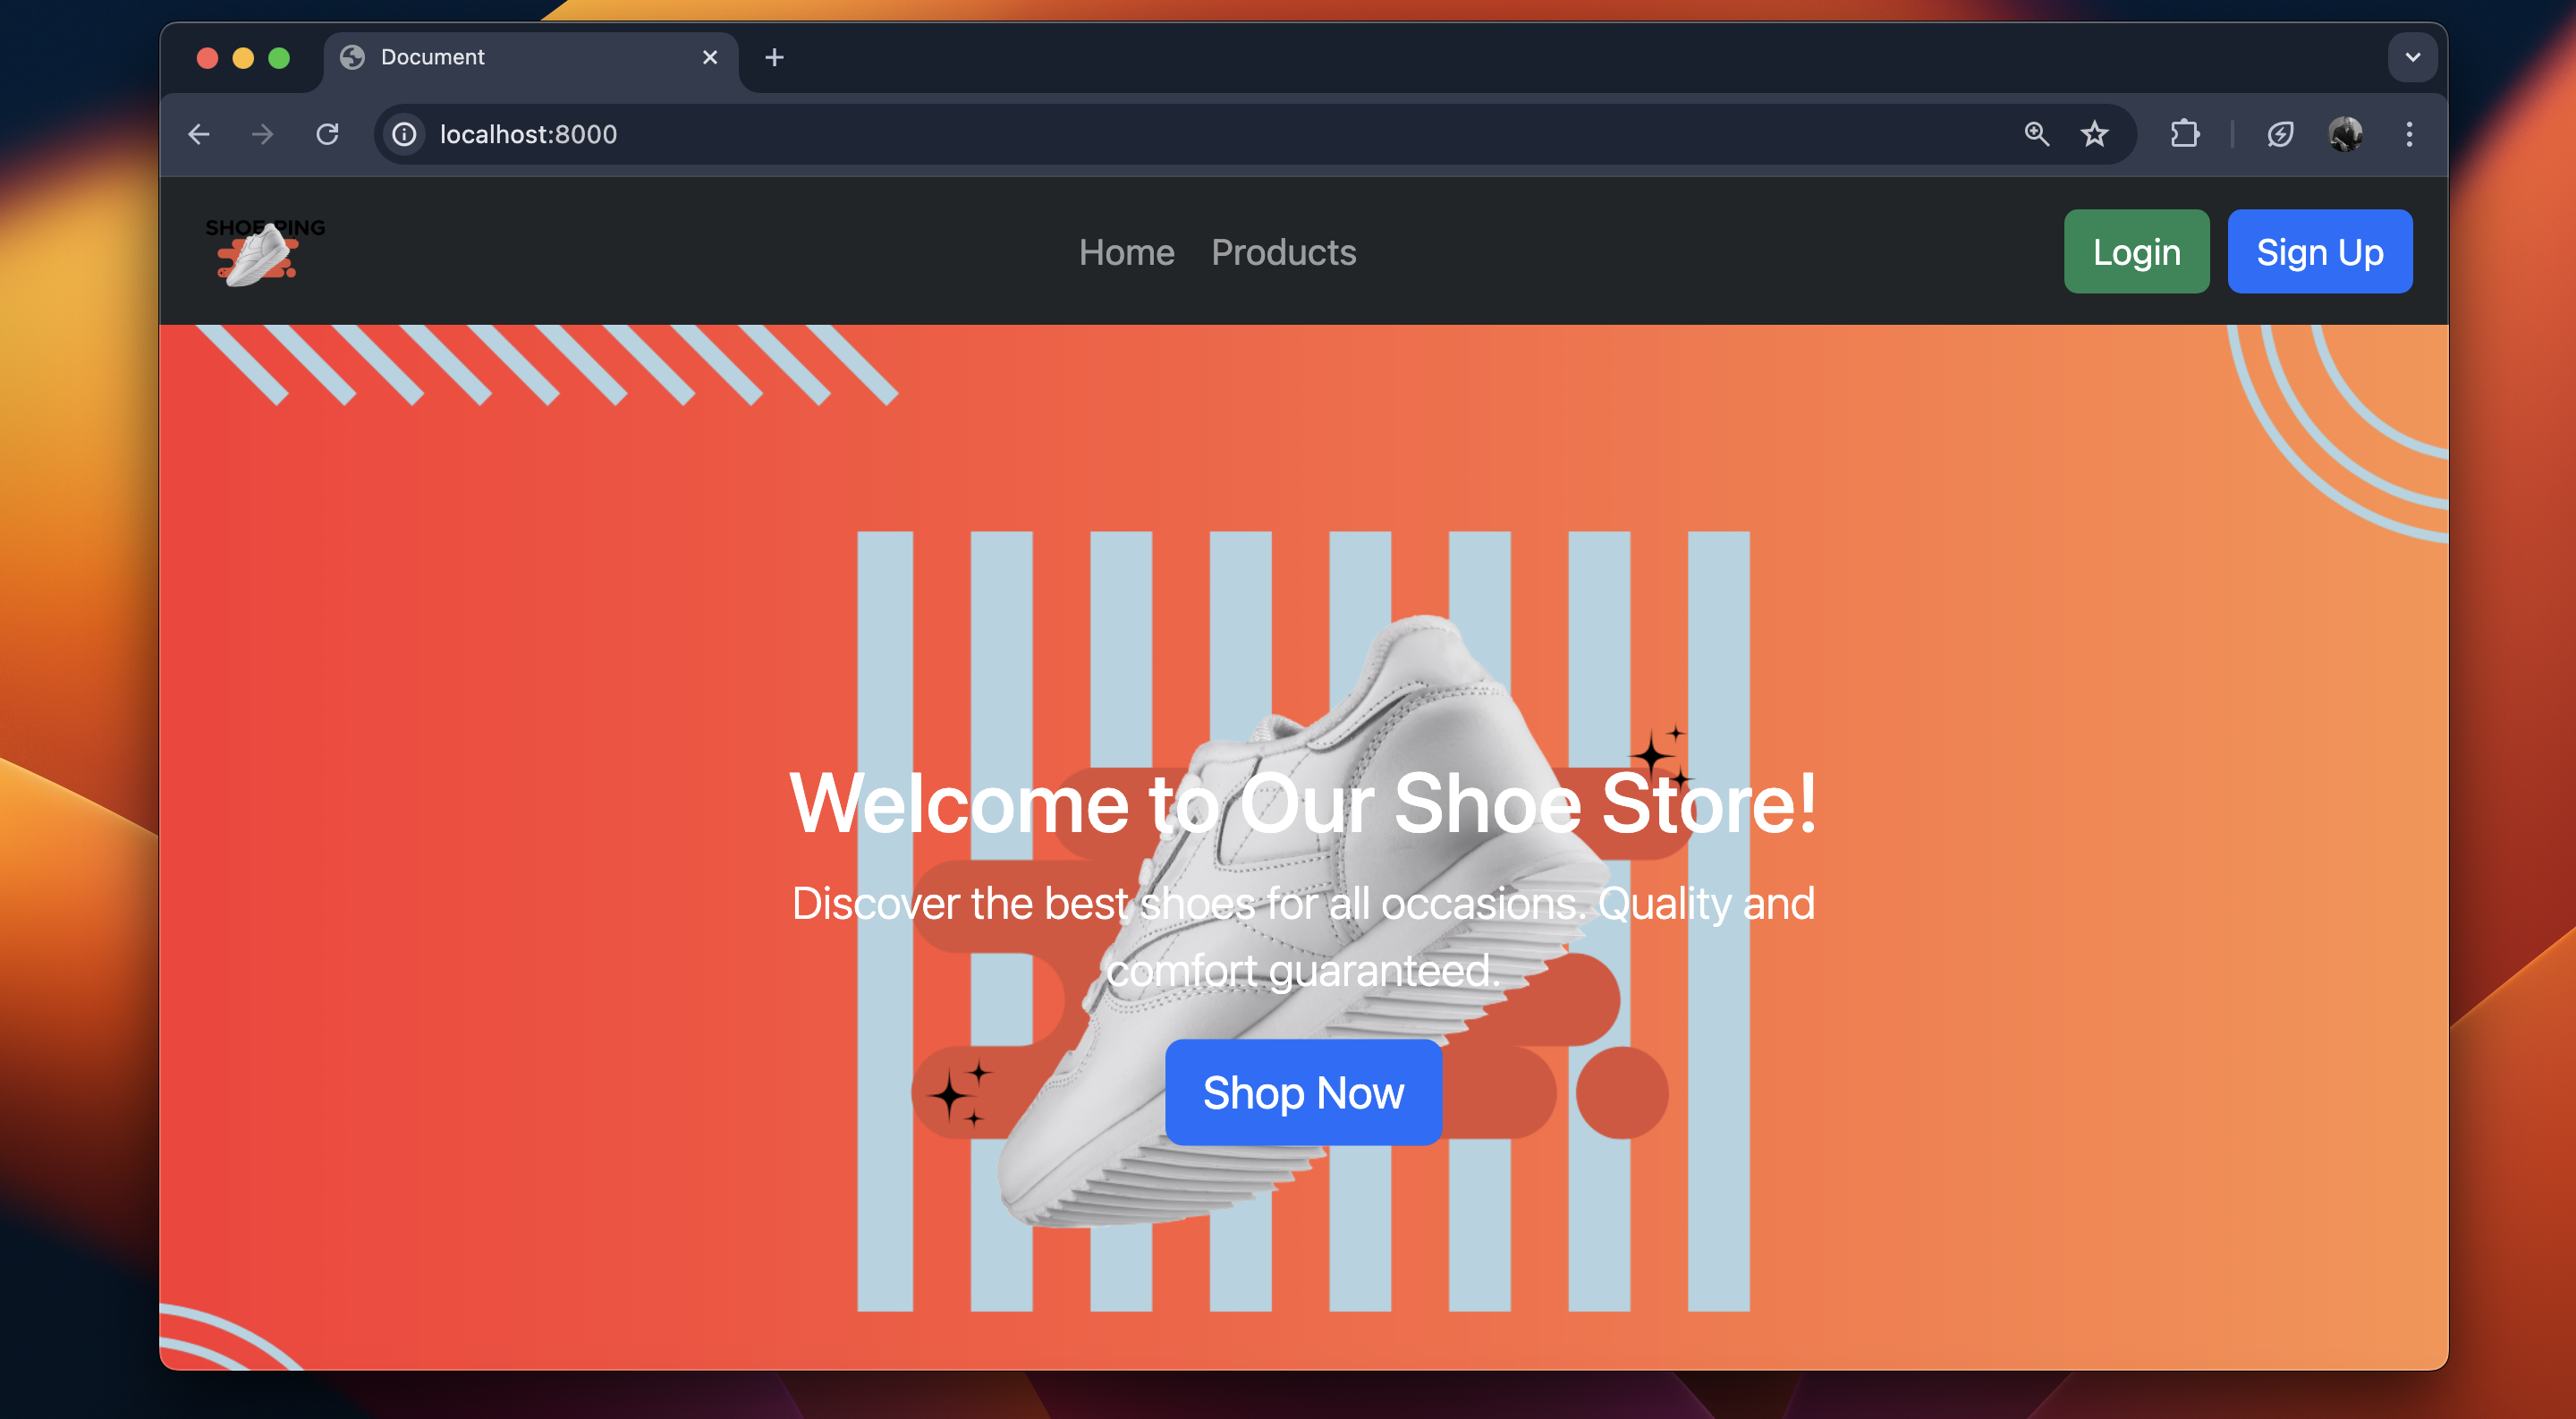 Document
localhost:8000
SHOE PING
Home Products
Login Sign Up
Welcome to Our Shoe Store!
Discover the best shoes for all occasions. Quality and
comfort guaranteed.
Shop Now